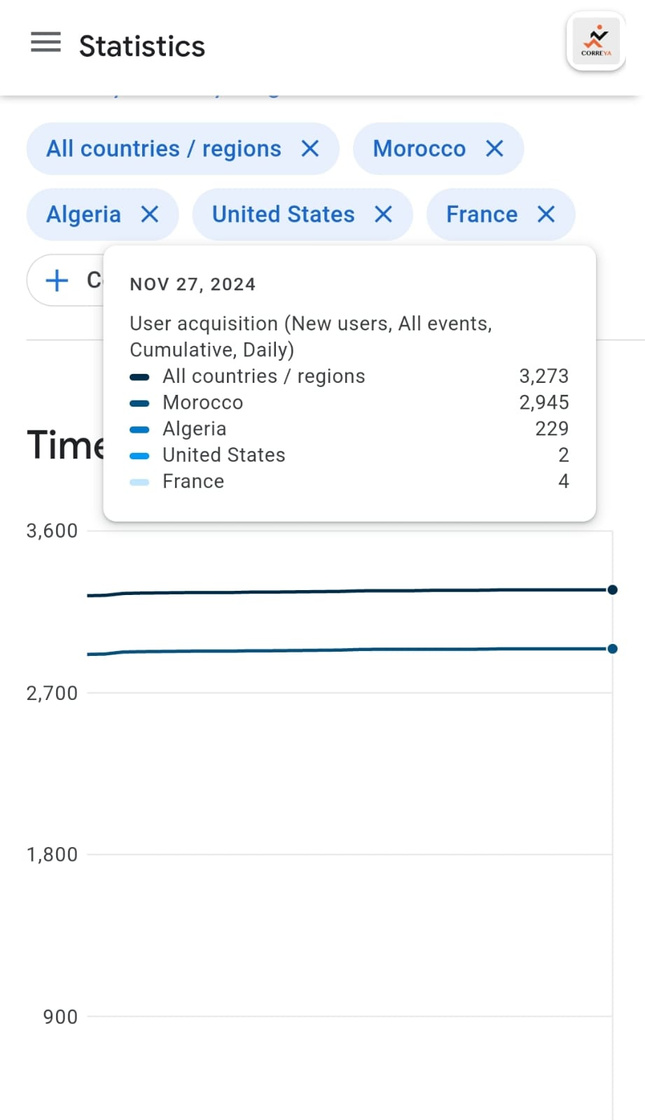 Statistics
CORREYA
All countries / regions
Morocco
Algeria
United States
France
C
NOV 27, 2024
User acquisition (New users, All events,
Cumulative, Daily)
All countries / regions 3,273
Morocco 2,945
Algeria 229
United States 2
France 4
Time
3,600
2,700
1,800
900